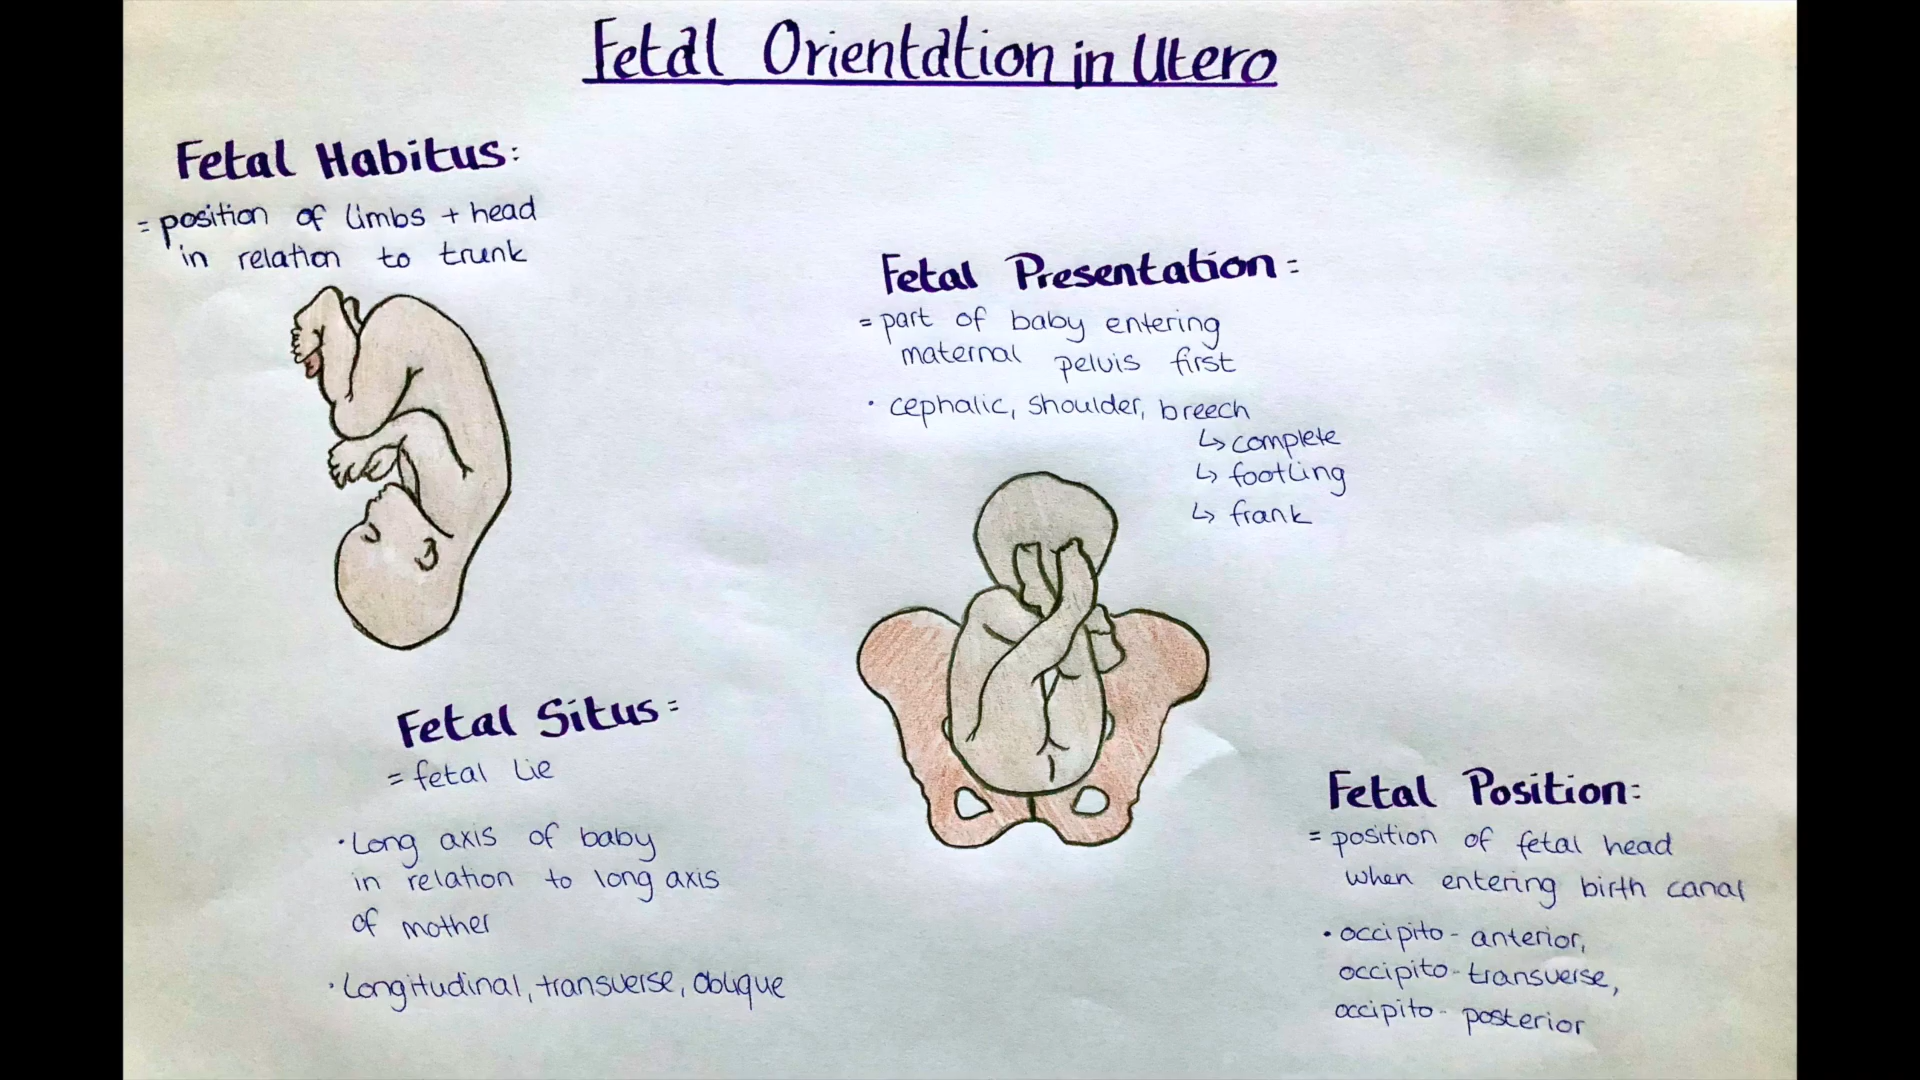 Fetal Orientation in Utero
Fetal Habitus:
= position of limbs + head
in relation to trunk
Fetal Presentation =
= part of baby entering
maternal pelvis first
• cephalic, shoulder, breech
↳ complete
↳ footling
↳ frank
Fetal Situs =
= fetal lie
• Long axis of baby
in relation to long axis
of mother
• Longitudinal, transverse, oblique
Fetal Position:
= position of fetal head
when entering birth canal
• occipito - anterior,
occipito - transverse,
occipito - posterior